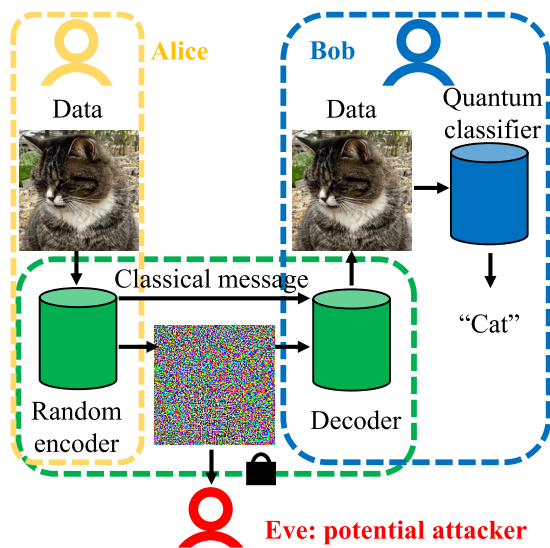 Alice
Bob
Data
Data
Quantum
classifier
Classical message
“Cat”
Random
encoder
Decoder
Eve: potential attacker